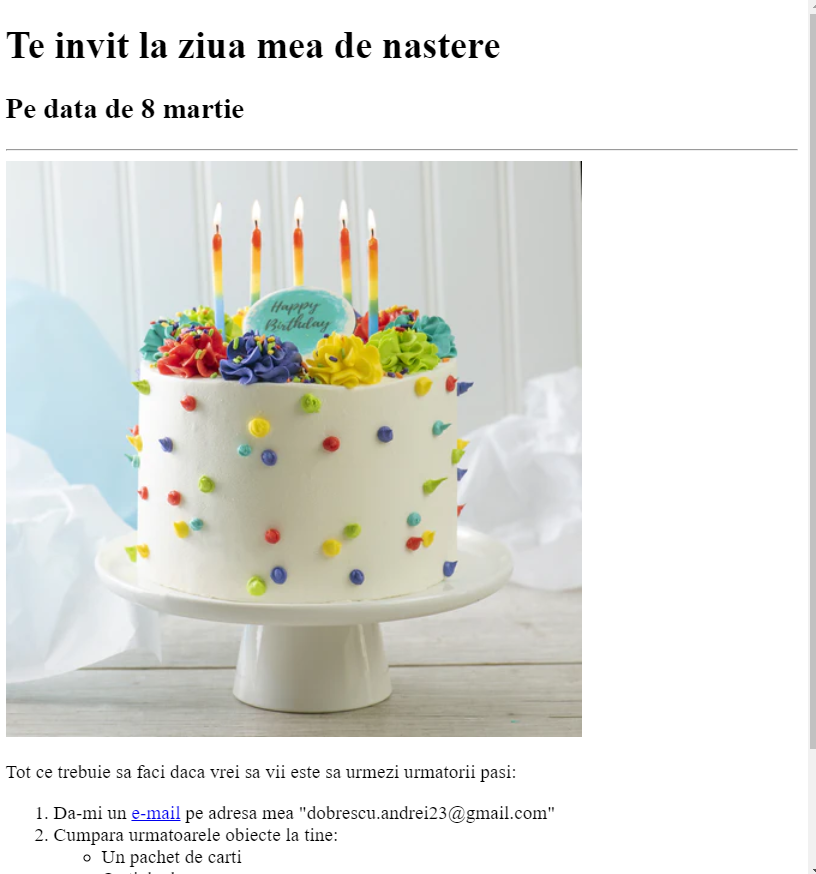 Te invit la ziua mea de nastere
Pe data de 8 martie
Happy
Birthday
Tot ce trebuie sa faci daca vrei sa vii este sa urmezi urmatorii pasi:
1. Da-mi un e-mail pe adresa mea "dobrescu.andrei23@gmail.com"
2. Cumpara urmatoarele obiecte la tine:
Un pachet de carti